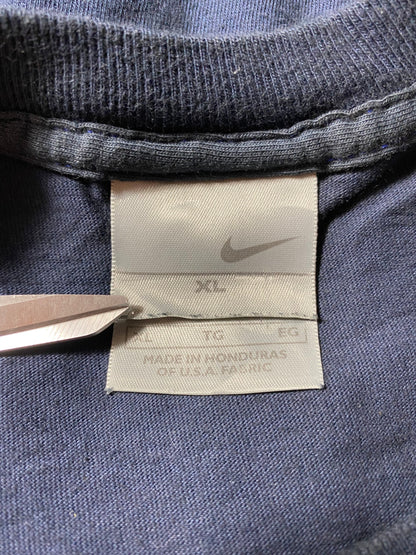 XL
XL TG EG
MADE IN HONDURAS
OF U.S.A. FABRIC